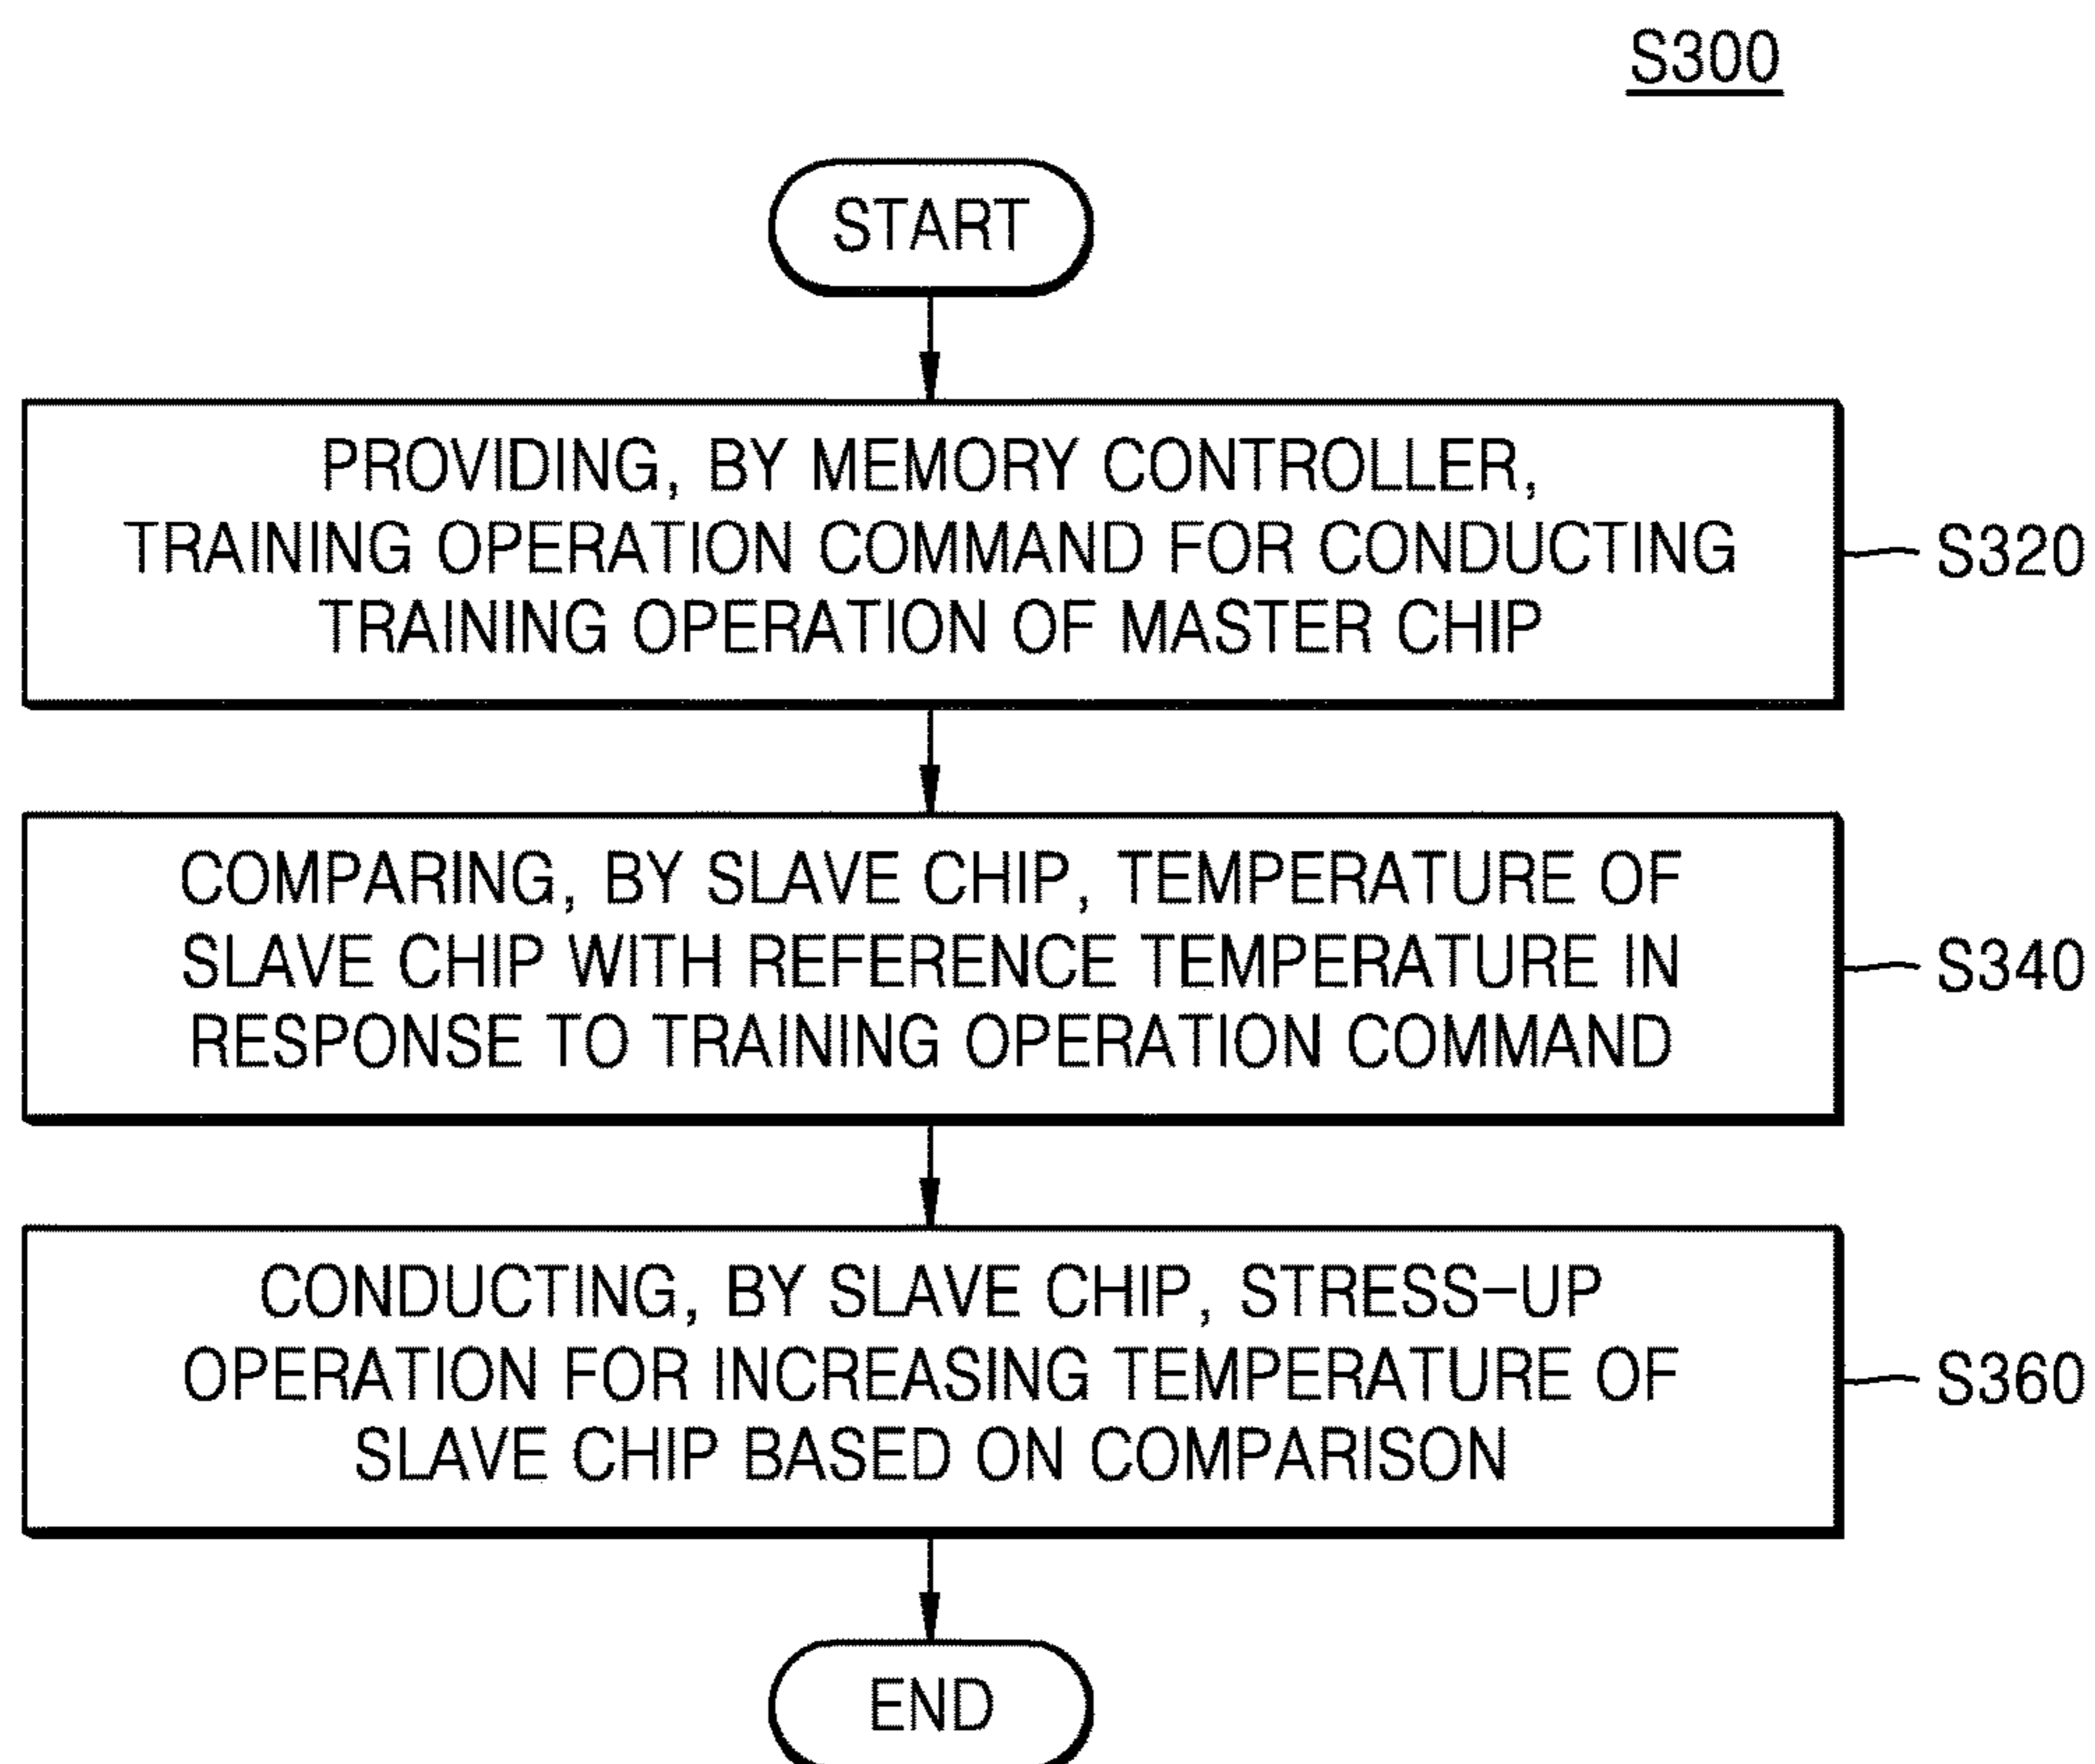 S300
START
PROVIDING, BY MEMORY CONTROLLER,
TRAINING OPERATION COMMAND FOR CONDUCTING
TRAINING OPERATION OF MASTER CHIP
S320
COMPARING, BY SLAVE CHIP, TEMPERATURE OF
SLAVE CHIP WITH REFERENCE TEMPERATURE IN
RESPONSE TO TRAINING OPERATION COMMAND
S340
CONDUCTING, BY SLAVE CHIP, STRESS-UP
OPERATION FOR INCREASING TEMPERATURE OF
SLAVE CHIP BASED ON COMPARISON
S360
END